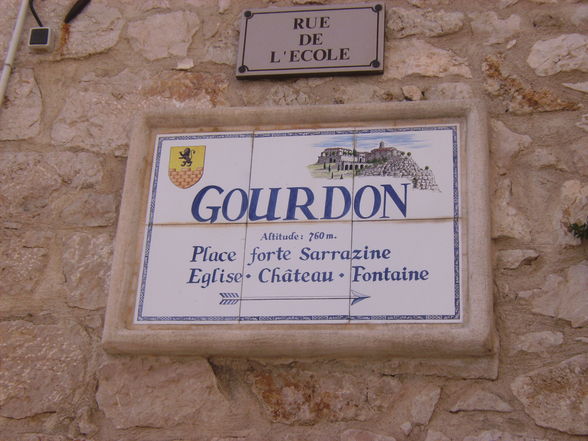 RUE
DE
L'ECOLE
GOURDON
Altitude: 760 m.
Place forte Sarrazine
Eglise • Château • Fontaine